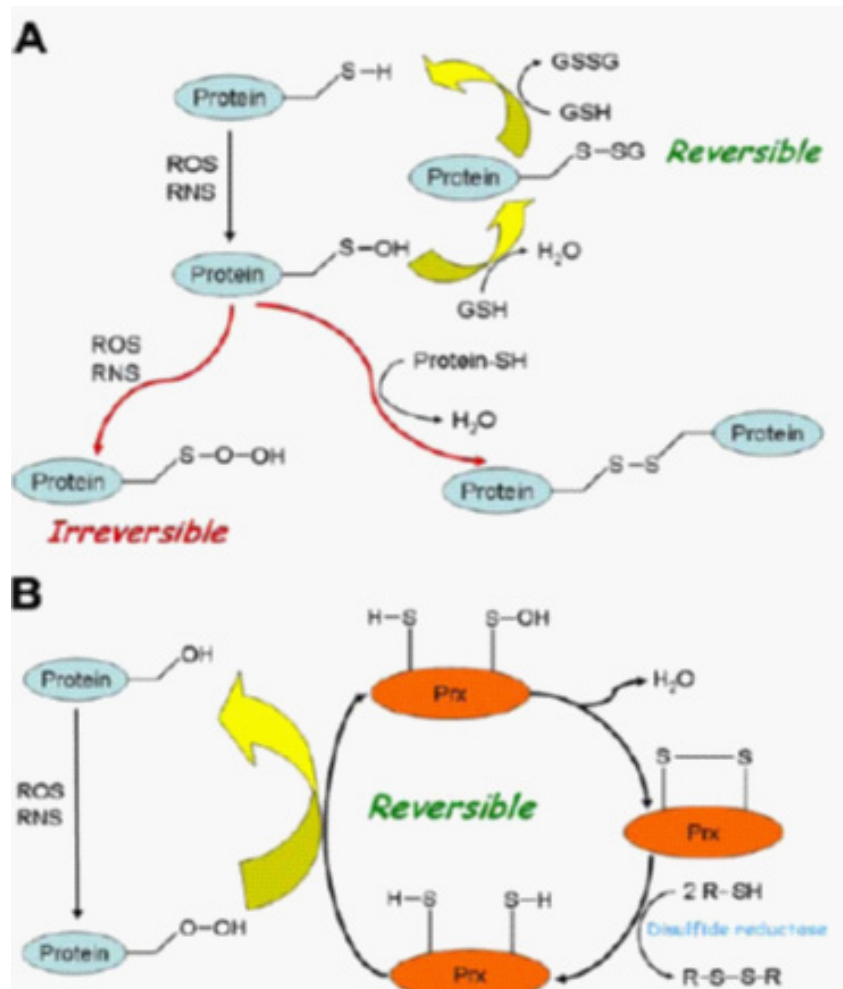 A
S-H
Protein
GSSG
GSH
S-SG
Reversible
Protein
ROS
RNS
S-OH
Protein
H₂O
GSH
ROS
RNS
Protein-SH
H₂O
S-O-OH
Protein
S-S
Protein
Protein
Irreversible
B
H-S
S-OH
OH
Protein
Prx
H₂O
S
S
ROS
RNS
Reversible
Prx
H-S
S-H
2 R-SH
Disulfide reductase
O-OH
Protein
Prx
R-S-S-R